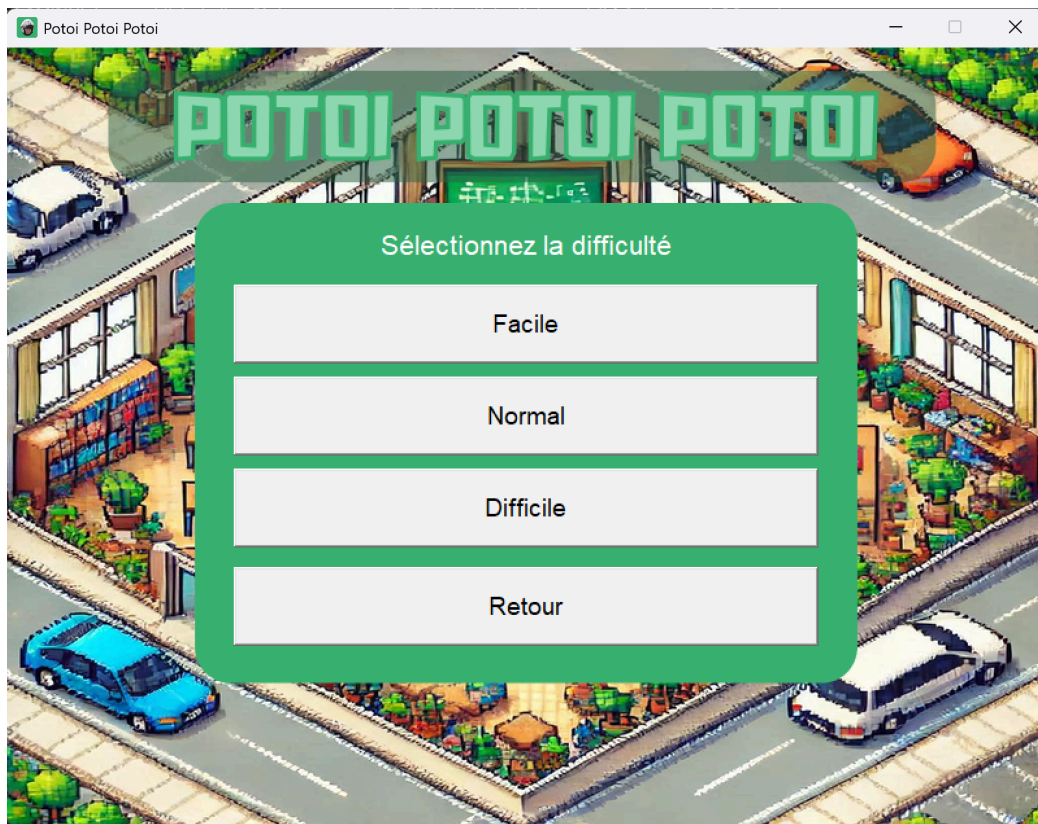 Potoi Potoi Potoi
POTOI POTOI POTOI
Sélectionnez la difficulté
Facile
Normal
Difficile
Retour